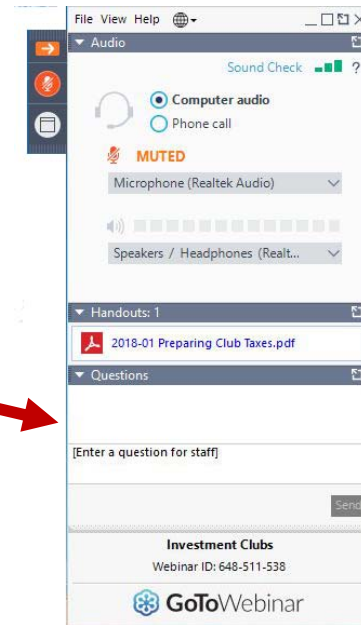 File View Help
Audio
Sound Check ?
Computer audio
Phone call
MUTED
Microphone (Realtek Audio)
Speakers / Headphones (Realt...
Handouts: 1
2018-01 Preparing Club Taxes.pdf
Questions
[Enter a question for staff]
Send
Investment Clubs
Webinar ID: 648-511-538
GoToWebinar